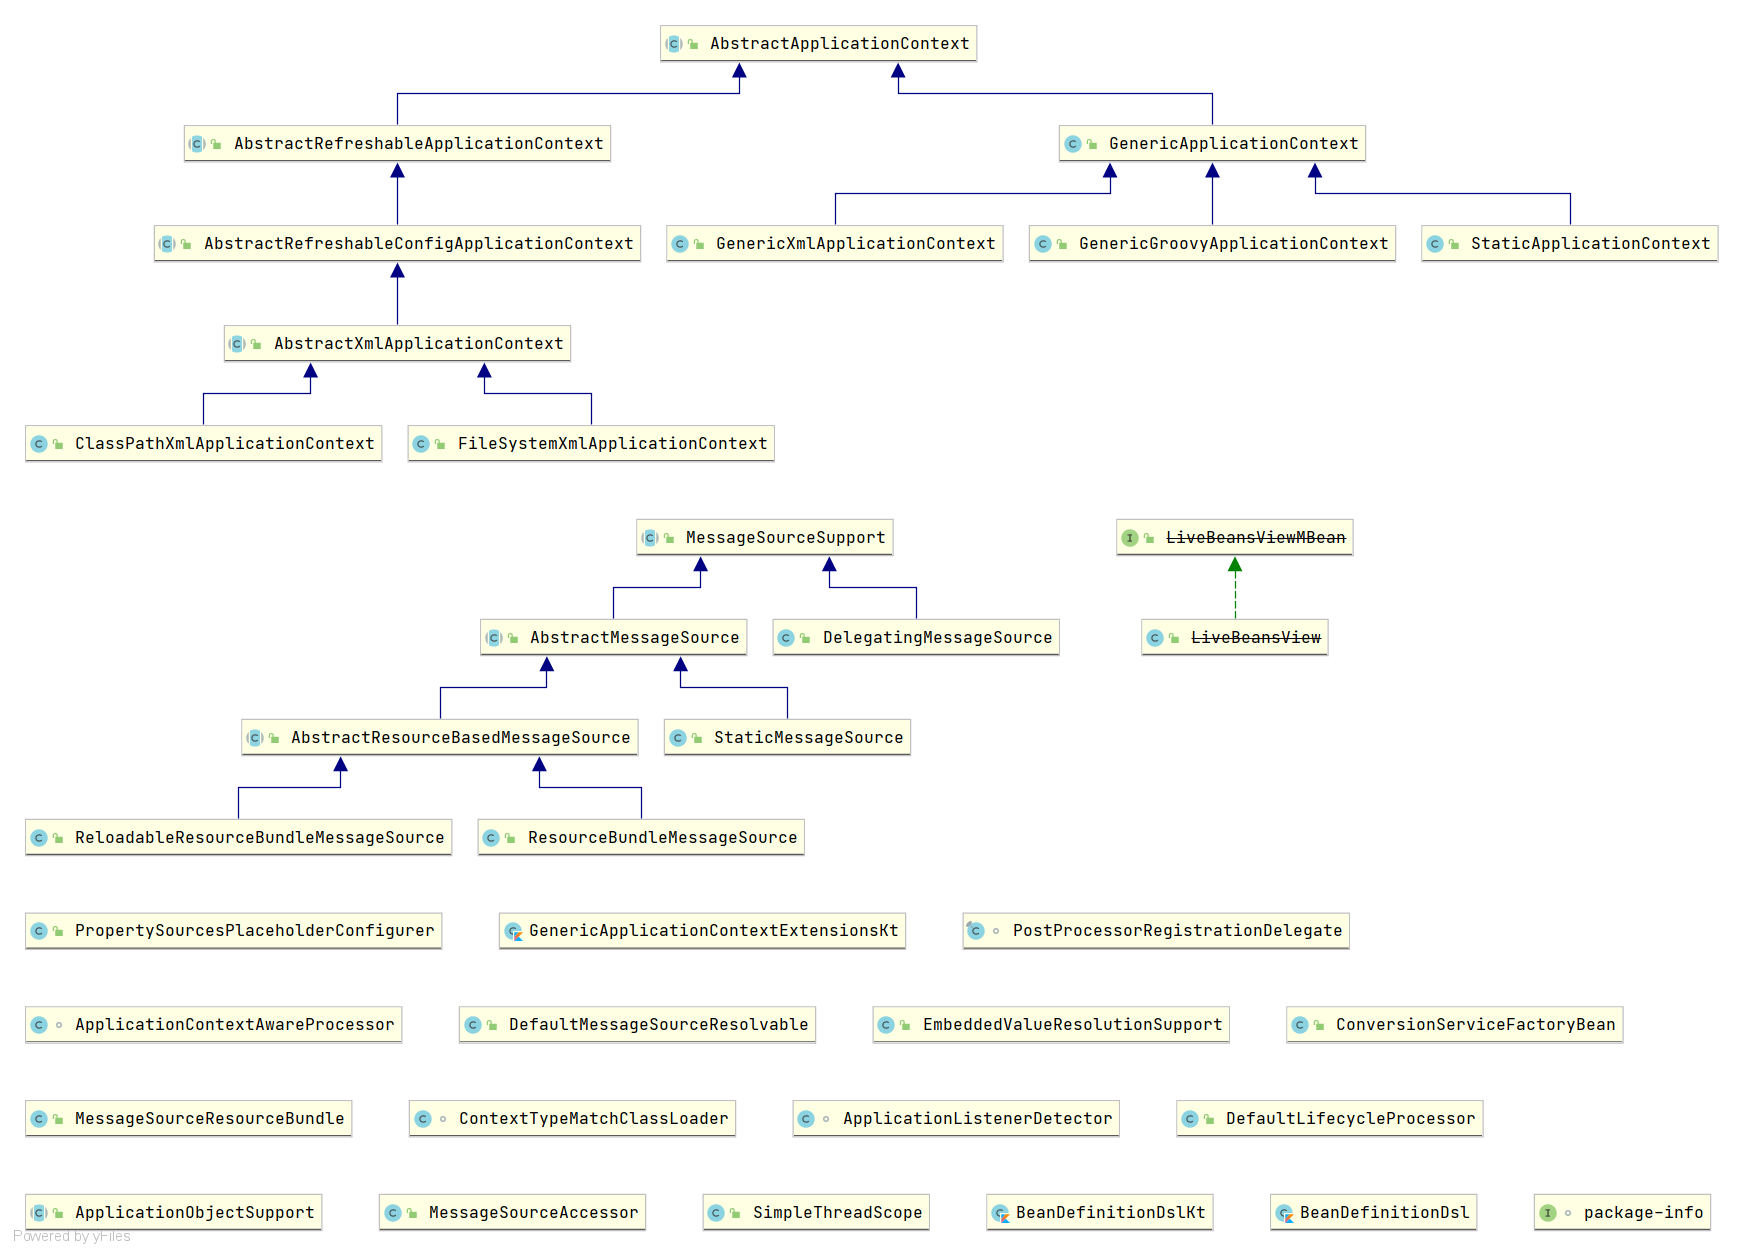 AbstractApplicationContext
AbstractRefreshableApplicationContext
GenericApplicationContext
AbstractRefreshableConfigApplicationContext
GenericXmlApplicationContext
GenericGroovyApplicationContext
StaticApplicationContext
AbstractXmlApplicationContext
ClassPathXmlApplicationContext
FileSystemXmlApplicationContext
MessageSourceSupport
LiveBeansViewMBean
AbstractMessageSource
DelegatingMessageSource
LiveBeansView
AbstractResourceBasedMessageSource
StaticMessageSource
ReloadableResourceBundleMessageSource
ResourceBundleMessageSource
PropertySourcesPlaceholderConfigurer
GenericApplicationContextExtensionsKt
PostProcessorRegistrationDelegate
ApplicationContextAwareProcessor
DefaultMessageSourceResolvable
EmbeddedValueResolutionSupport
ConversionServiceFactoryBean
MessageSourceResourceBundle
ContextTypeMatchClassLoader
ApplicationListenerDetector
DefaultLifecycleProcessor
ApplicationObjectSupport
MessageSourceAccessor
SimpleThreadScope
BeanDefinitionDslKt
BeanDefinitionDsl
package-info
Powered by yFiles